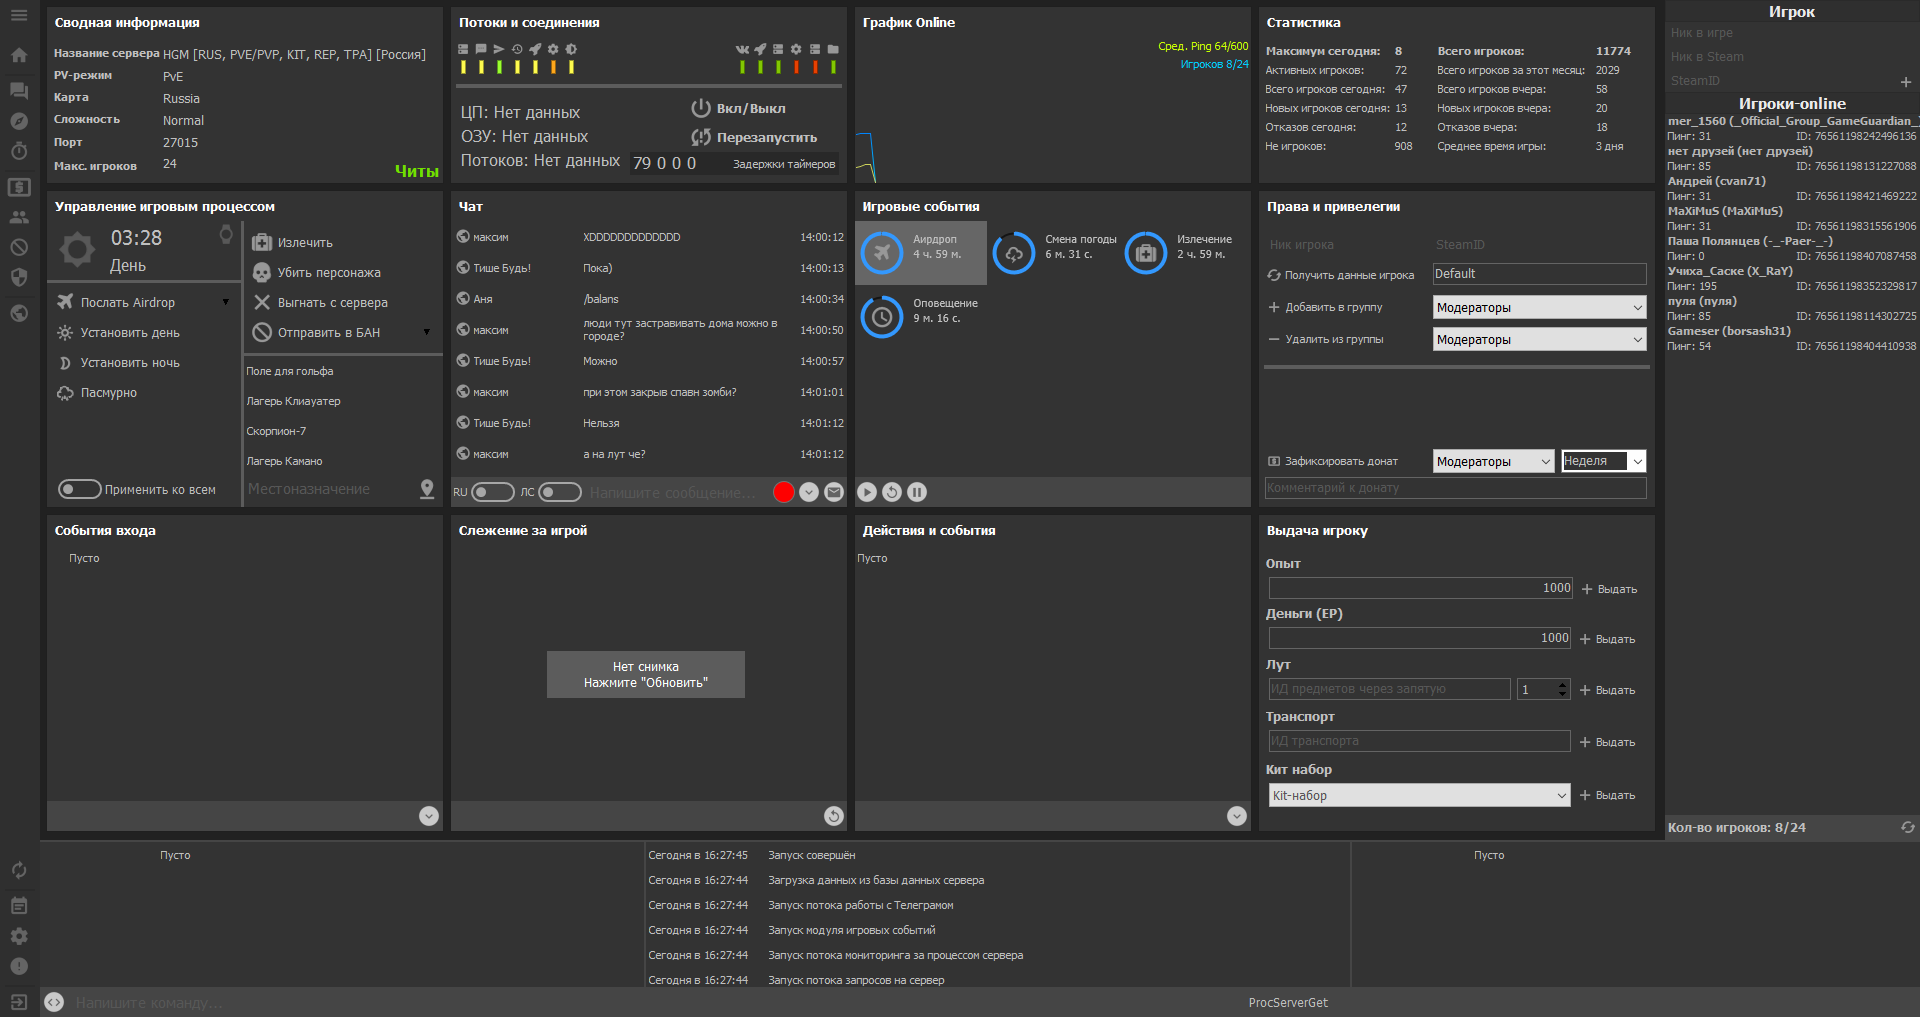 Сводная информация
Название сервера HGM [RUS, PVE/PVP, KIT, REP, TPA] [Россия]
PV-режим PvE
Карта Russia
Сложность Normal
Порт 27015
Макс. игроков 24
Читы
Потоки и соединения
ЦП: Нет данных
ОЗУ: Нет данных
Потоков: Нет данных
Вкл/Выкл
Перезапустить
79 0 0 0 Задержки таймеров
График Online
Сред. Ping 64/600
Игроков 8/24
Статистика
Максимум сегодня: 8 Всего игроков: 11774
Активных игроков: 72 Всего игроков за этот месяц: 2029
Всего игроков сегодня: 47 Всего игроков вчера: 58
Новых игроков сегодня: 13 Новых игроков вчера: 20
Отказов сегодня: 12 Отказов вчера: 18
Не игроков: 908 Среднее время игры: 3 дня
Игрок
Ник в игре
Ник в Steam
SteamID
Игроки-online
mer_1560 (_Official_Group_GameGuardian_)
Пинг: 31 ID: 76561198242496136
нет друзей (нет друзей)
Пинг: 85 ID: 76561198131227088
Андрей (cvan71)
Пинг: 31 ID: 76561198421469222
MaXiMuS (MaXiMuS)
Пинг: 31 ID: 76561198315561906
Паша Полянцев (-_-Paer-_-)
Пинг: 0 ID: 76561198407087458
Учиха_Саске (X_RaY)
Пинг: 195 ID: 76561198352329817
пуля (пуля)
Пинг: 85 ID: 76561198114302725
Gameser (borsash31)
Пинг: 54 ID: 76561198404410938
Кол-во игроков: 8/24
Управление игровым процессом
03:28
День
Послать Airdrop
Установить день
Установить ночь
Пасмурно
Применить ко всем
Излечить
Убить персонажа
Выгнать с сервера
Отправить в БАН
Поле для гольфа
Лагерь Клиауатер
Скорпион-7
Лагерь Камано
Местоназначение
Чат
максим XDDDDDDDDDDDDD 14:00:12
Тише Будь! Пока) 14:00:13
Аня /balans 14:00:34
максим люди тут застравивать дома можно в городе? 14:00:50
Тише Будь! Можно 14:00:57
максим при этом закрыв спавн зомби? 14:01:01
Тише Будь! Нельзя 14:01:12
максим а на лут че? 14:01:12
RU ЛС Напишите сообщение...
Игровые события
Аирдроп
4 ч. 59 м.
Смена погоды
6 м. 31 с.
Излечение
2 ч. 59 м.
Оповещение
9 м. 16 с.
Права и привелегии
Ник игрока SteamID
Получить данные игрока Default
Добавить в группу Модераторы
Удалить из группы Модераторы
Зафиксировать донат Модераторы Неделя
Комментарий к донату
События входа
Пусто
Слежение за игрой
Нет снимка
Нажмите "Обновить"
Действия и события
Пусто
Выдача игроку
Опыт
1000 Выдать
Деньги (EP)
1000 Выдать
Лут
ИД предметов через запятую 1 Выдать
Транспорт
ИД транспорта Выдать
Кит набор
Kit-набор Выдать
Пусто
Сегодня в 16:27:45 Запуск совершён
Сегодня в 16:27:44 Загрузка данных из базы данных сервера
Сегодня в 16:27:44 Запуск потока работы с Телеграмом
Сегодня в 16:27:44 Запуск модуля игровых событий
Сегодня в 16:27:44 Запуск потока мониторинга за процессом сервера
Сегодня в 16:27:44 Запуск потока запросов на сервер
Пусто
Напишите команду...
ProcServerGet